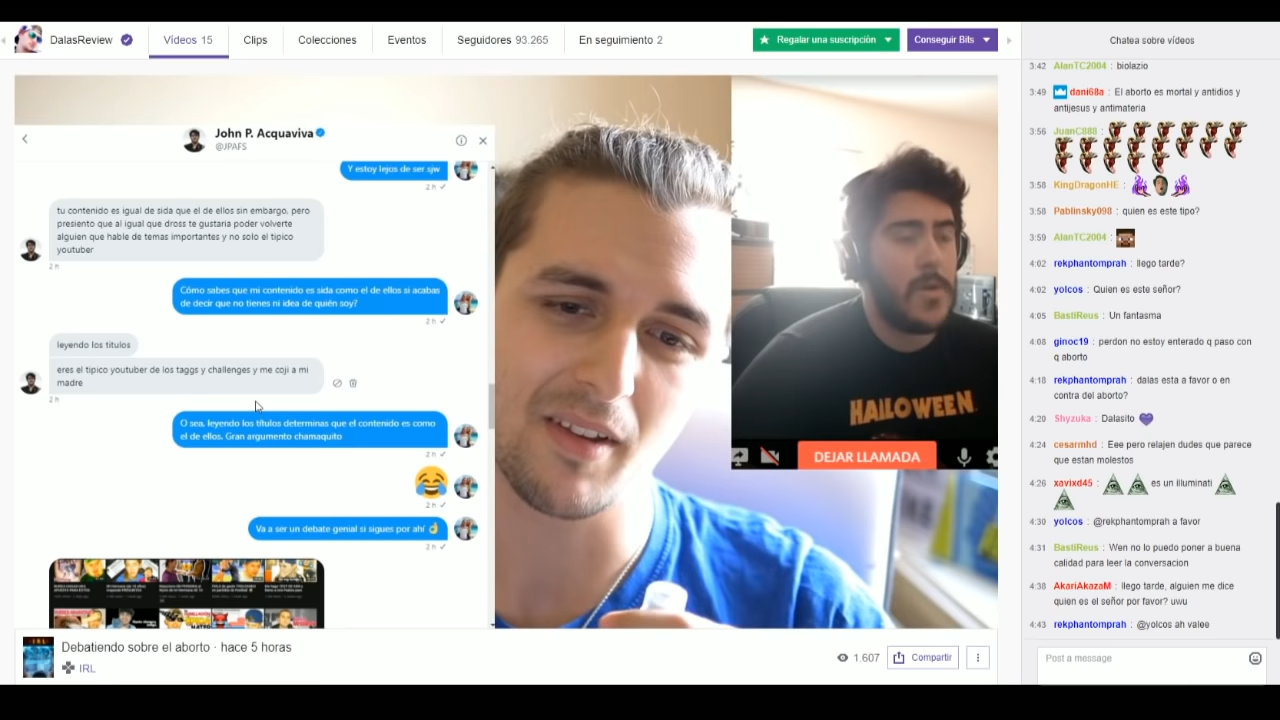 DalasReview
Vídeos 15
Clips
Colecciones
Eventos
Seguidores 93.265
En seguimiento 2
Regalar una suscripción
Conseguir Bits
Chatea sobre vídeos
John P. Acquaviva
@JPAFS
Y estoy lejos de ser sjw
2 h
tu contenido es igual de sida que el de ellos sin embargo, pero
presiento que al igual que dross te gustaria poder volverte
alguien que hable de temas importantes y no solo el tipico
youtuber
2 h
Cómo sabes que mi contenido es sida como el de ellos si acabas
de decir que no tienes ni idea de quién soy?
2 h
leyendo los titulos
eres el tipico youtuber de los taggs y challenges y me coji a mi
madre
2 h
O sea, leyendo los títulos determinas que el contenido es como
el de ellos. Gran argumento chamaquito
2 h
😂
2 h
Va a ser un debate genial si sigues por ahí 👌
2 h
HALLOWEEN
DEJAR LLAMADA
Debatiendo sobre el aborto · hace 5 horas
IRL
1.607
Compartir
3:42 AlanTC2004 : biolazio
3:49 dani68a : El aborto es mortal y antidios y
antijesus y antimateria
3:56 JuanC888 :
3:58 KingDragonHE :
3:58 Pablinsky098 : quien es este tipo?
3:59 AlanTC2004 :
4:02 rekphantomprah : llego tarde?
4:02 yolcos : Quien es este señor?
4:05 BastiReus : Un fantasma
4:08 ginoc19 : perdon no estoy enterado q paso con
q aborto
4:18 rekphantomprah : dalas esta a favor o en
contra del aborto?
4:20 Shyzuka : Dalasito 💜
4:24 cesarmhd : Eee pero relajen dudes que parece
que estan molestos
4:26 xavixd45 : es un illuminati
4:30 yolcos : @rekphantomprah a favor
4:31 BastiReus : Wen no lo puedo poner a buena
calidad para leer la conversacion
4:38 AkariAkazaM : llego tarde, alguien me dice
quien es el señor por favor? uwu
4:43 rekphantomprah : @yolcos ah valee
Post a message